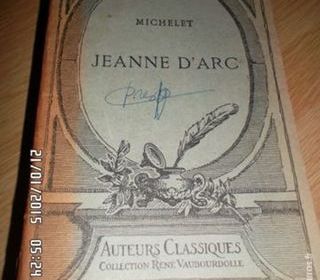 MICHELET
JEANNE D'ARC
AUTEURS CLASSIQUES
COLLECTION RENÉ VAUBOURDOLLE
21/01/2015 05:24